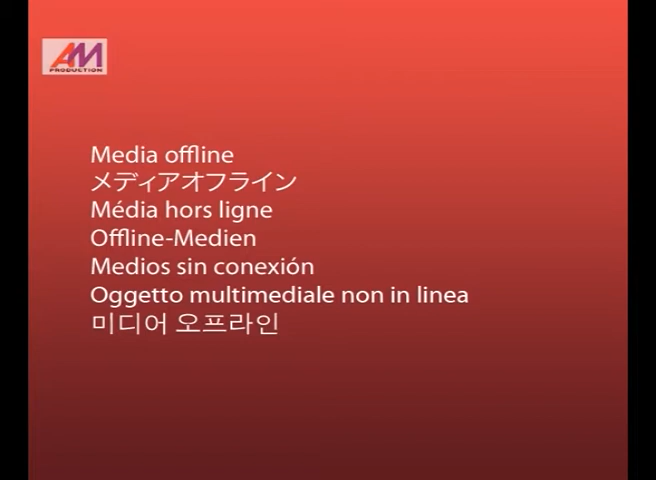 AM
PRODUCTION
Media offline
メディアオフライン
Média hors ligne
Offline-Medien
Medios sin conexión
Oggetto multimediale non in linea
미디어 오프라인